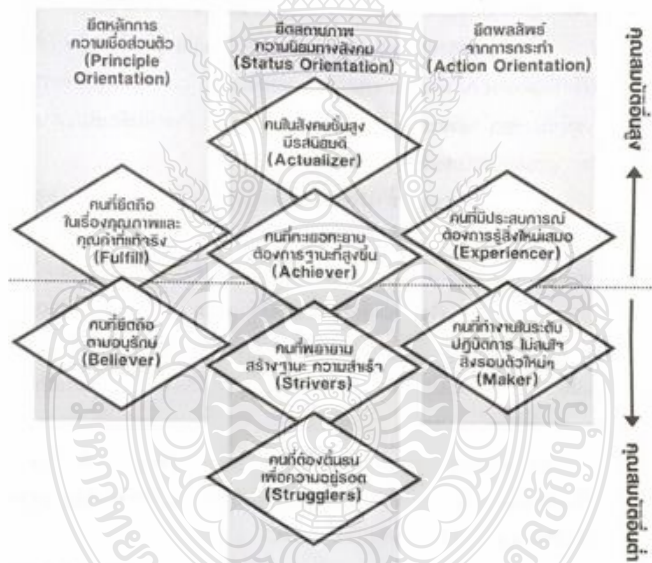 ยึดหลักการ
ความเชื่อส่วนตัว
(Principle
Orientation)
ยึดสถานภาพ
ความนิยมทางสังคม
(Status Orientation)
ยึดผลลัพธ์
จากการกระทำ
(Action Orientation)
คุณสมบัติอื่นสูง
คนในสังคมชั้นสูง
มีรสนิยมดี
(Actualizer)
คนที่ยึดถือ
ในเรื่องคุณภาพและ
คุณค่าที่แท้จริง
(Fulfill)
คนที่ทะเยอทะยาน
ต้องการฐานะที่สูงขึ้น
(Achiever)
คนที่มีประสบการณ์
ต้องการรู้สิ่งใหม่เสมอ
(Experiencer)
คนที่ยึดถือ
ตามอนุรักษ์
(Believer)
คนที่พยายาม
สร้างฐานะ ความสำเร็จ
(Strivers)
คนที่ทำงานในระดับ
ปฏิบัติการ ไม่สนใจ
สิ่งรอบตัวใหม่ๆ
(Maker)
คนที่ต้องดิ้นรน
เพื่อความอยู่รอด
(Strugglers)
คุณสมบัติอื่นต่ำ